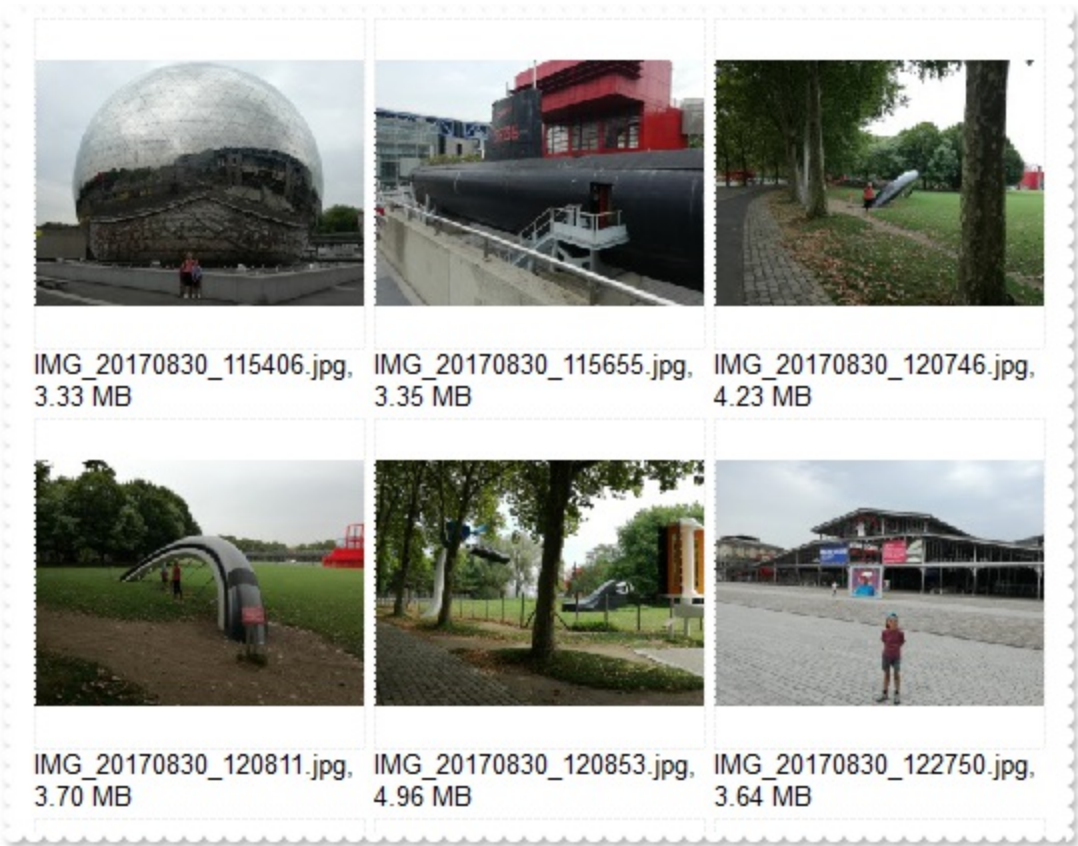 IMG_20170830_115406.jpg,
3.33 MB
IMG_20170830_115655.jpg,
3.35 MB
IMG_20170830_120746.jpg,
4.23 MB
IMG_20170830_120811.jpg,
3.70 MB
IMG_20170830_120853.jpg,
4.96 MB
IMG_20170830_122750.jpg,
3.64 MB